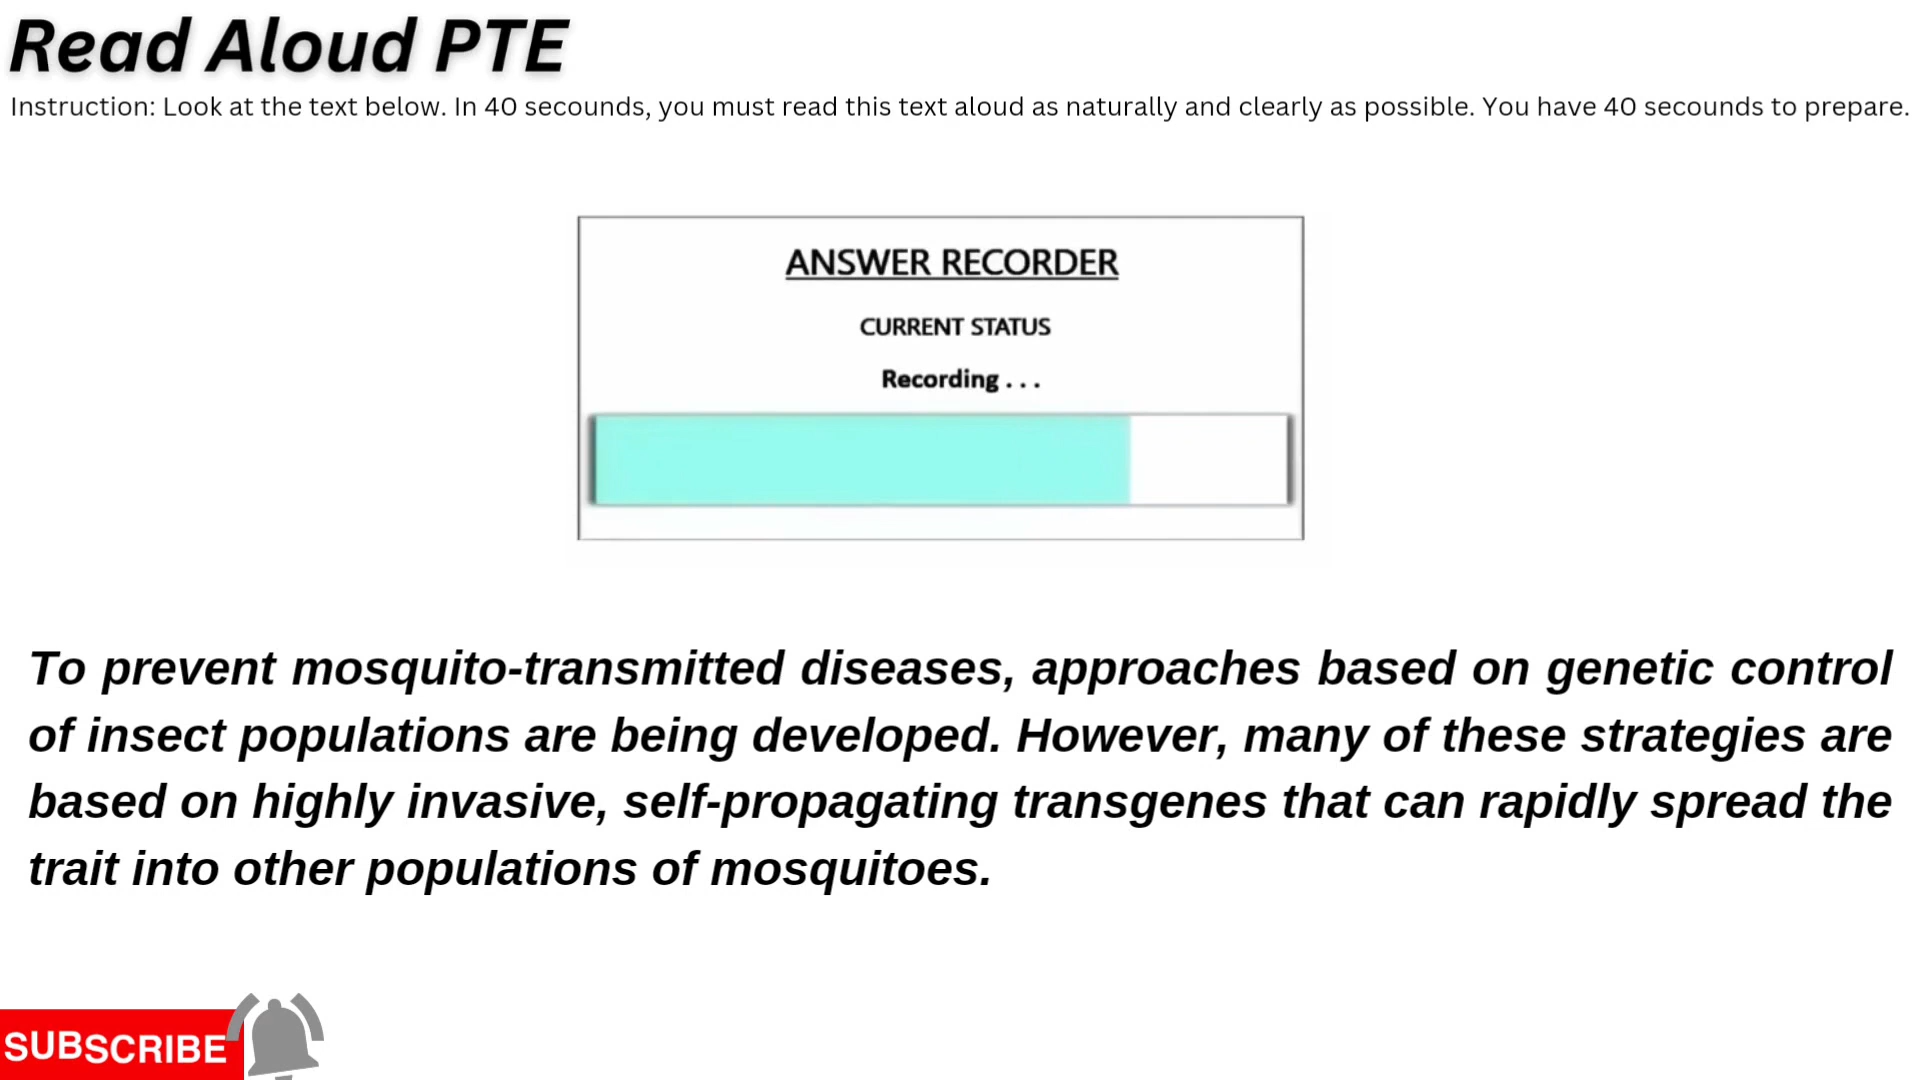 Read Aloud PTE
Instruction: Look at the text below. In 40 secounds, you must read this text aloud as naturally and clearly as possible. You have 40 secounds to prepare.
ANSWER RECORDER
CURRENT STATUS
Recording . . .
To prevent mosquito-transmitted diseases, approaches based on genetic control
of insect populations are being developed. However, many of these strategies are
based on highly invasive, self-propagating transgenes that can rapidly spread the
trait into other populations of mosquitoes.
SUBSCRIBE